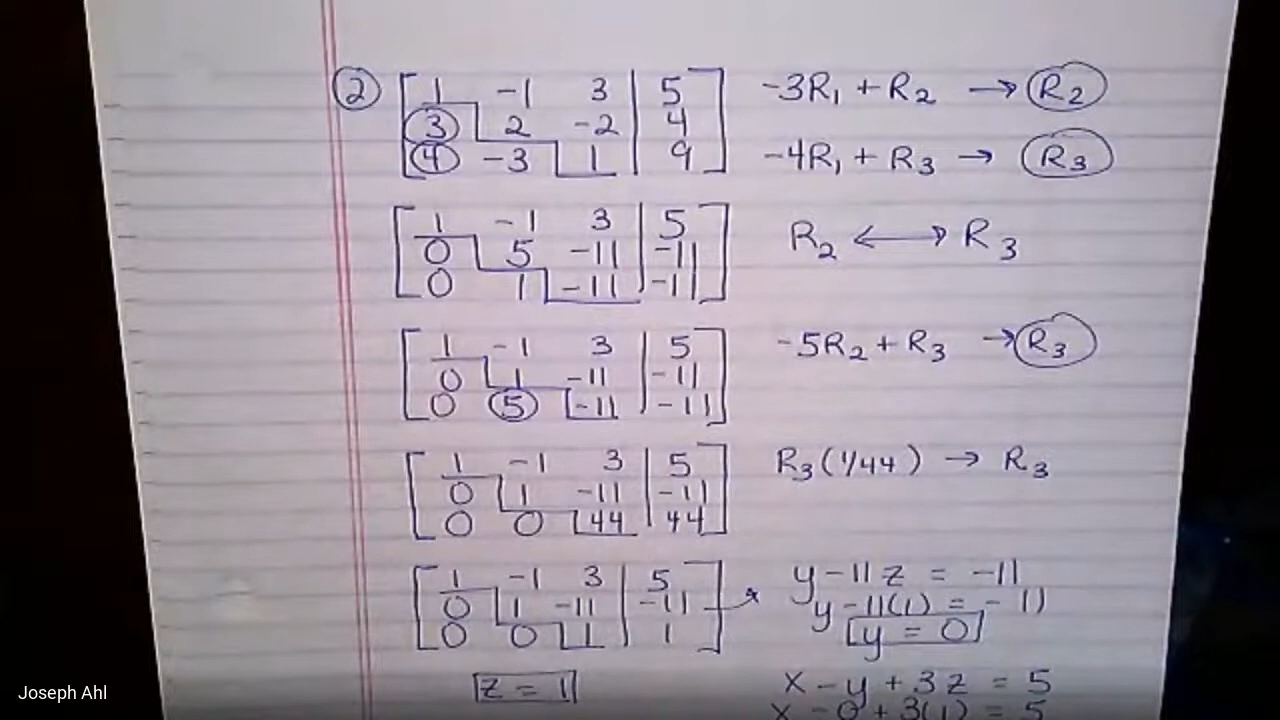 ② 1 -1 3 | 5 -3R₁ + R₂ → R₂
3 2 -2 | 4
4 -3 1 | 9 -4R₁ + R₃ → R₃
1 -1 3 | 5
0 5 -11 | -11 R₂ ↔ R₃
0 1 -11 | -11
1 -1 3 | 5 -5R₂ + R₃ → R₃
0 1 -11 | -11
0 5 -11 | -11
1 -1 3 | 5 R₃(1/44) → R₃
0 1 -11 | -11
0 0 44 | 44
1 -1 3 | 5 y - 11z = -11
0 1 -11 | -11 y - 11(1) = -11
0 0 1 | 1 y = 0
z = 1 x - y + 3z = 5
x - 0 + 3(1) = 5
Joseph Ahl